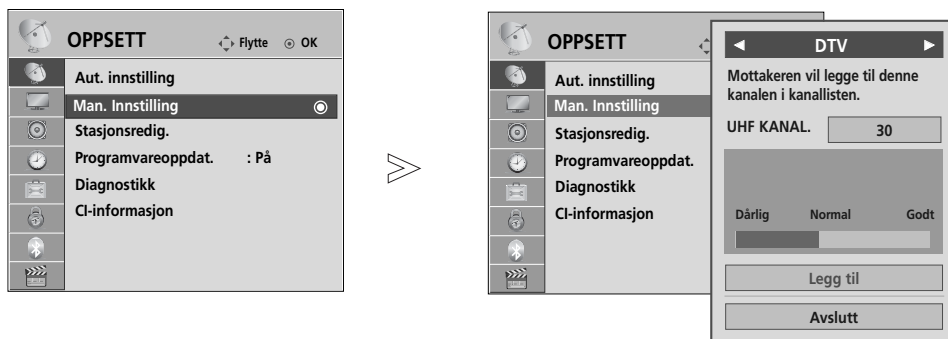 OPPSETT
Flytte OK
Aut. innstilling
Man. Innstilling
Stasjonsredig.
Programvareoppdat. : På
Diagnostikk
CI-informasjon
OPPSETT
Aut. innstilling
Man. Innstilling
Stasjonsredig.
Programvareoppdat.
Diagnostikk
CI-informasjon
DTV
Mottakeren vil legge til denne
kanalen i kanallisten.
UHF KANAL. 30
Dårlig Normal Godt
Legg til
Avslutt